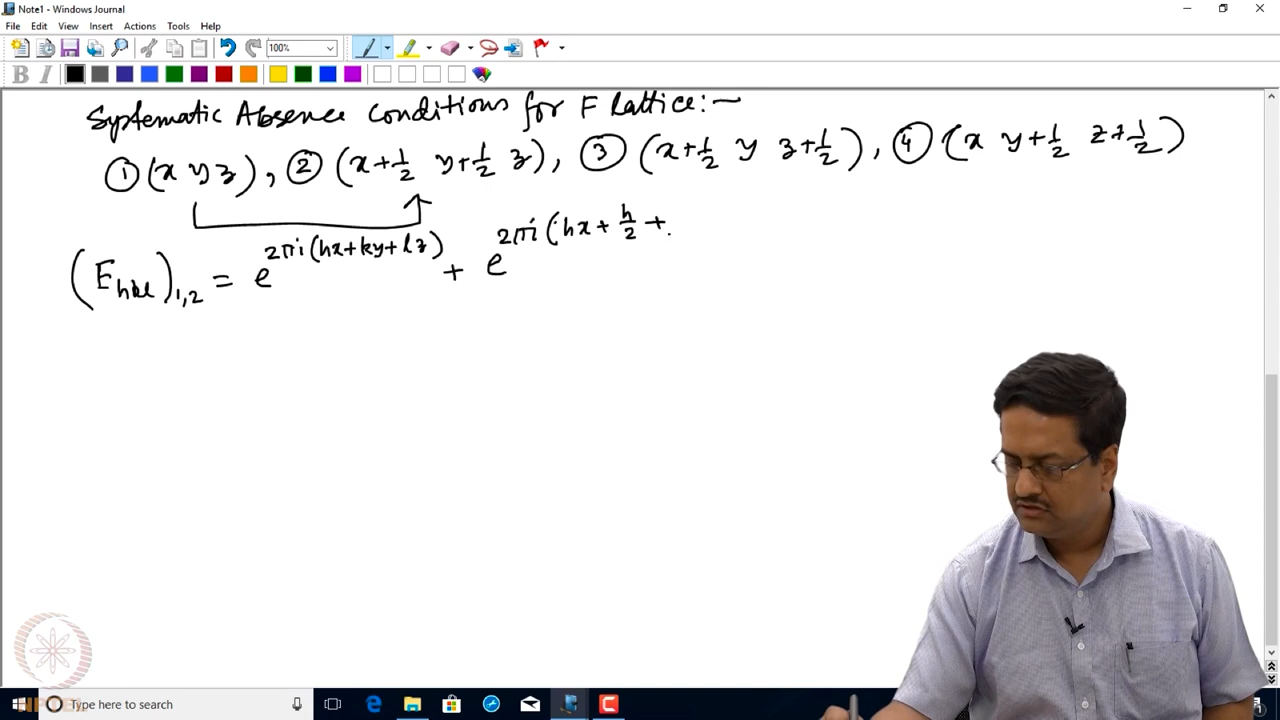 Note1 - Windows Journal
File Edit View Insert Actions Tools Help
100%
B I
Systematic Absence Conditions for F Lattice:~
① (x y z), ② (x+1/2 y+1/2 z), ③ (x+1/2 y z+1/2), ④ (x y+1/2 z+1/2)
(E_hkl)_1,2 = e^2πi(hx+ky+lz) + e^2πi(hx + h/2 +
Type here to search